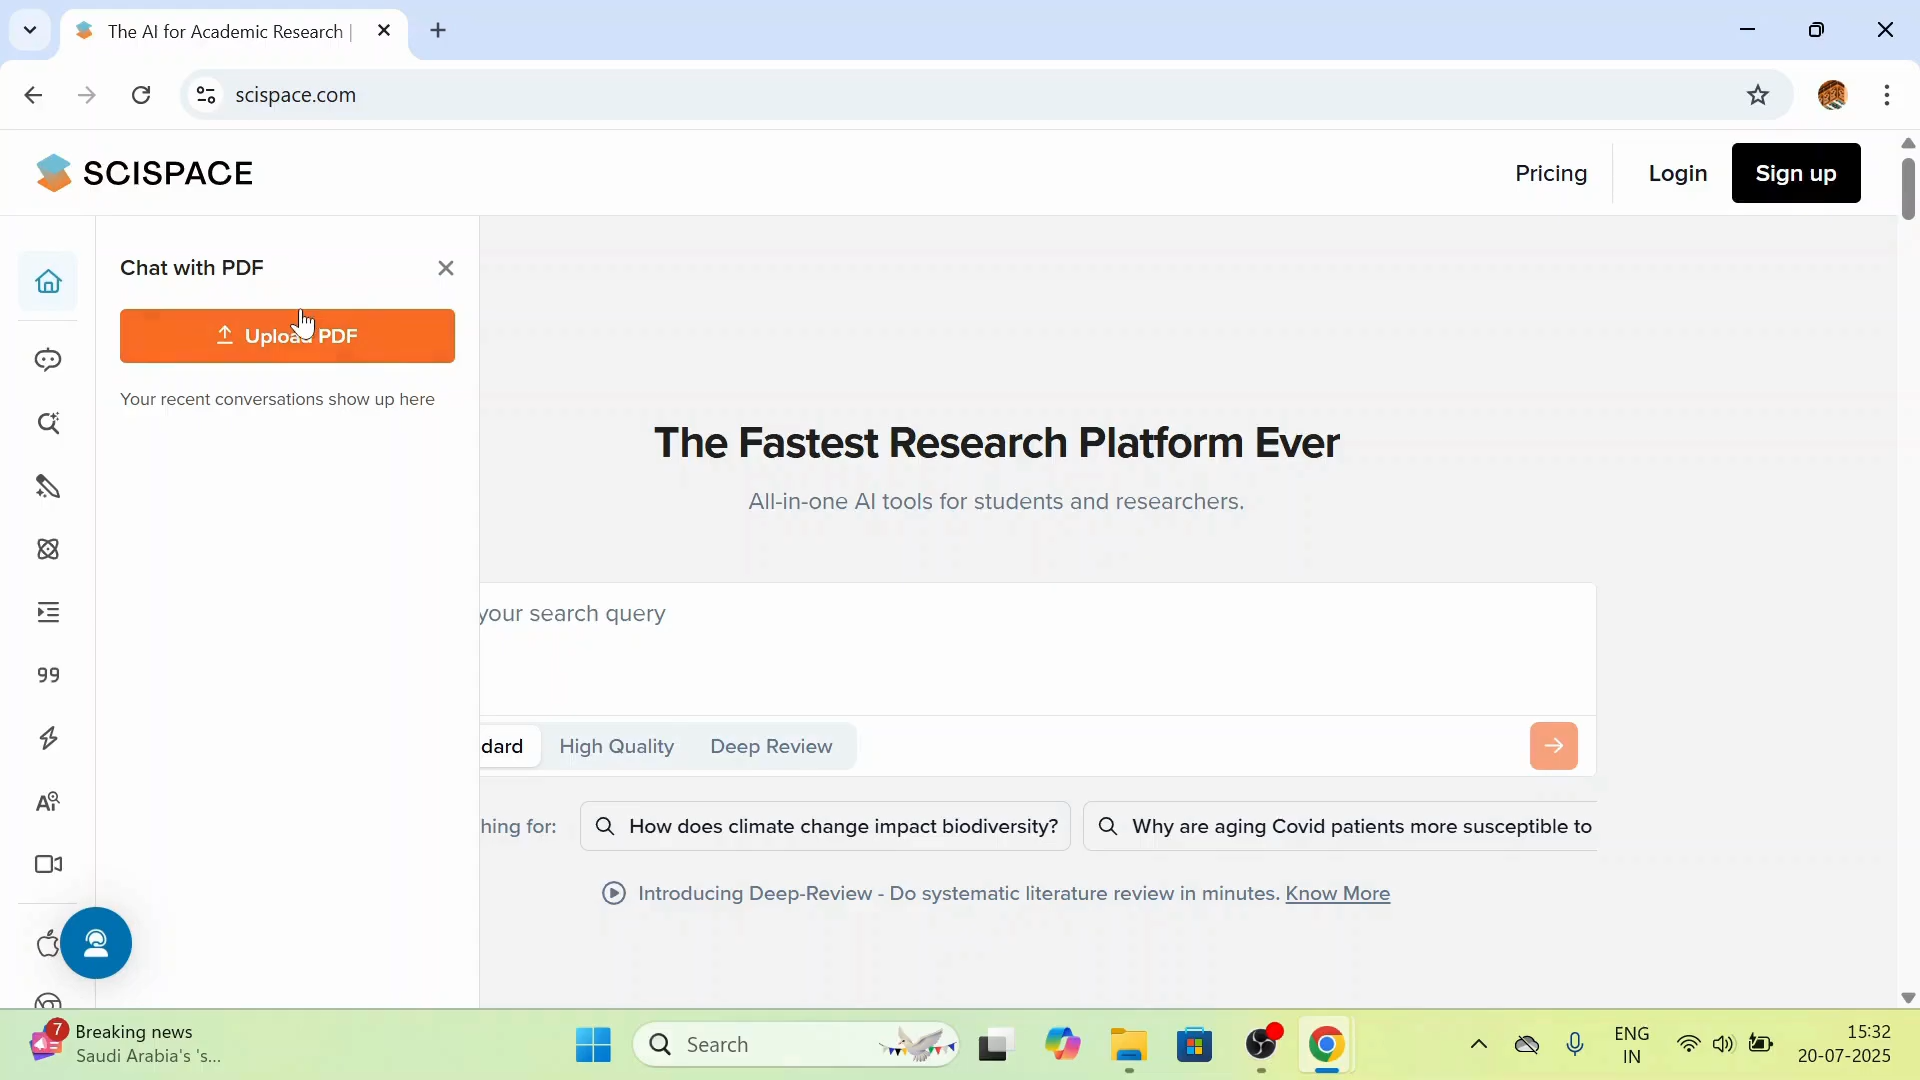 The AI for Academic Research |
scispace.com
SCISPACE
Pricing
Login
Sign up
Chat with PDF
Upload PDF
Your recent conversations show up here
The Fastest Research Platform Ever
All-in-one AI tools for students and researchers.
your search query
dard
High Quality
Deep Review
hing for:
How does climate change impact biodiversity?
Why are aging Covid patients more susceptible to
Introducing Deep-Review - Do systematic literature review in minutes. Know More
7
Breaking news
Saudi Arabia's 's...
Search
ENG
IN
15:32
20-07-2025